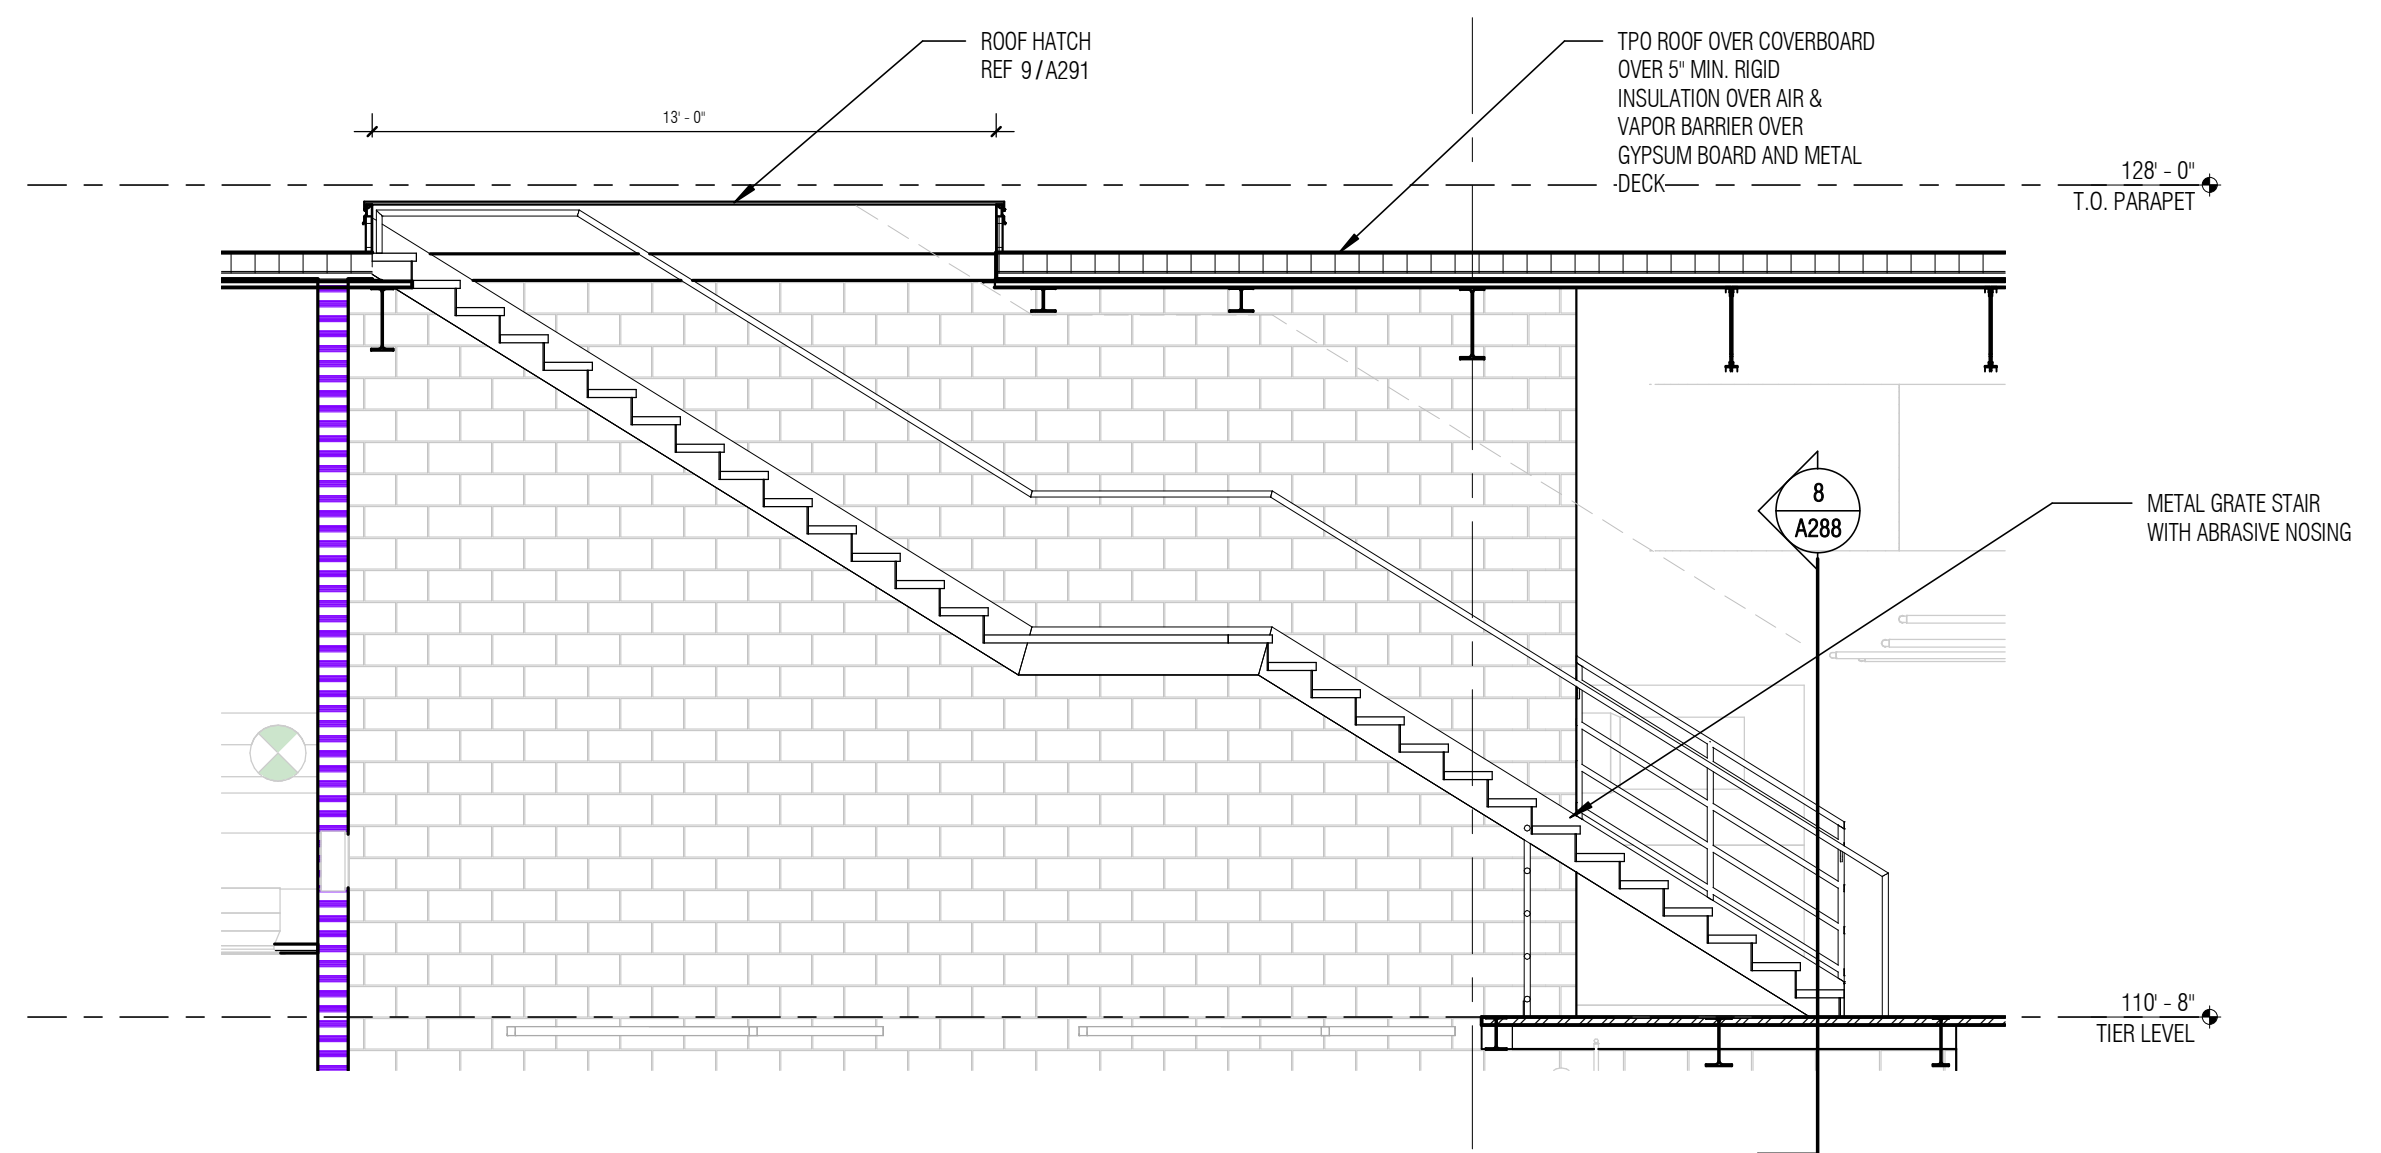 ROOF HATCH
REF 9/A291
13' - 0"
TPO ROOF OVER COVERBOARD
OVER 5" MIN. RIGID
INSULATION OVER AIR &
VAPOR BARRIER OVER
GYPSUM BOARD AND METAL
DECK
128' - 0"
T.O. PARAPET
8
A288
METAL GRATE STAIR
WITH ABRASIVE NOSING
110' - 8"
TIER LEVEL